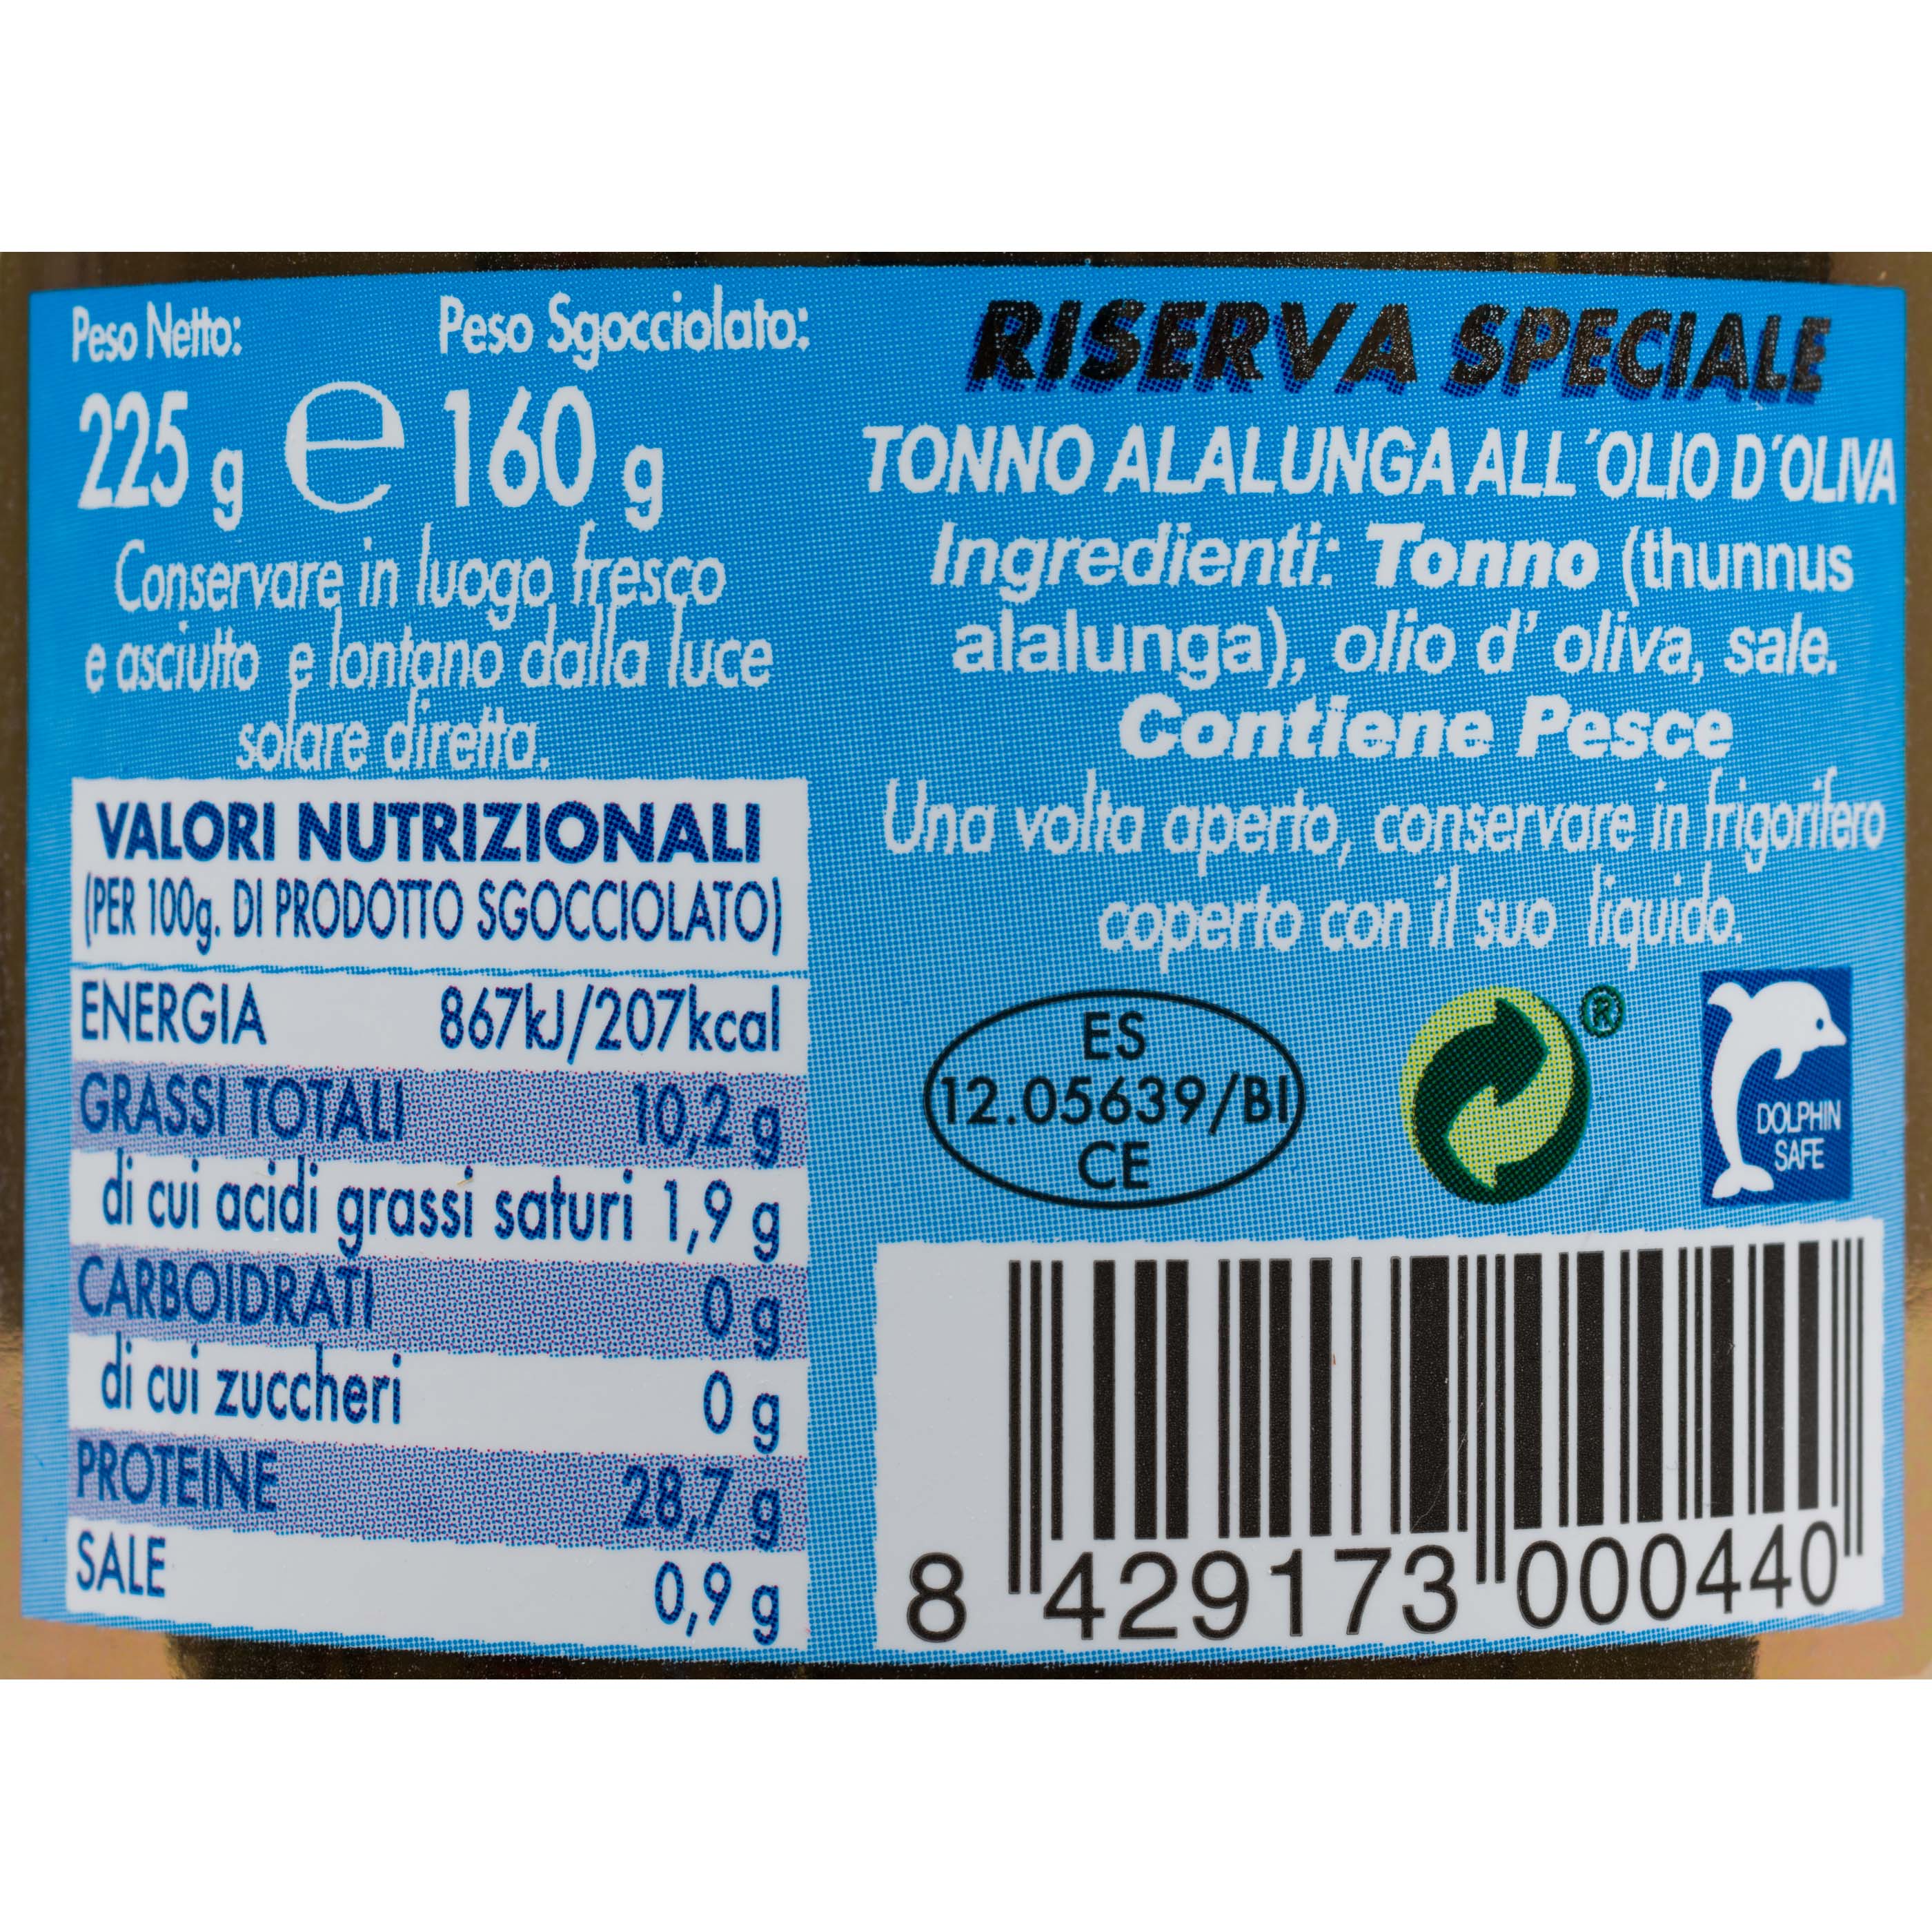 Peso Netto:
225 g ℮
Peso Sgocciolato:
160 g
Conservare in luogo fresco
e asciutto e lontano dalla luce
solare diretta.
VALORI NUTRIZIONALI
(PER 100g. DI PRODOTTO SGOCCIOLATO)
ENERGIA 867kJ/207kcal
GRASSI TOTALI 10,2 g
di cui acidi grassi saturi 1,9 g
CARBOIDRATI 0 g
di cui zuccheri 0 g
PROTEINE 28,7 g
SALE 0,9 g
RISERVA SPECIALE
TONNO ALALUNGA ALL´OLIO D´OLIVA
Ingredienti: Tonno (thunnus
alalunga), olio d' oliva, sale.
Contiene Pesce
Una volta aperto, conservare in frigorifero
coperto con il suo liquido.
ES
12.05639/BI
CE
®
DOLPHIN
SAFE
8 429173 000440